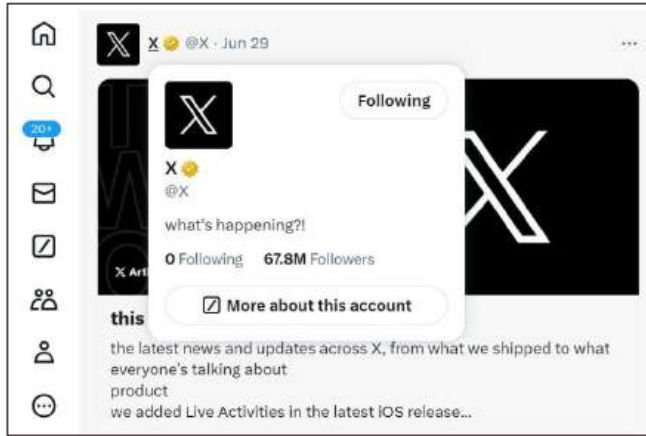 X @X · Jun 29
20+
Following
X
@X
what's happening?!
0 Following 67.8M Followers
More about this account
this
the latest news and updates across X, from what we shipped to what
everyone's talking about
product
we added Live Activities in the latest iOS release...